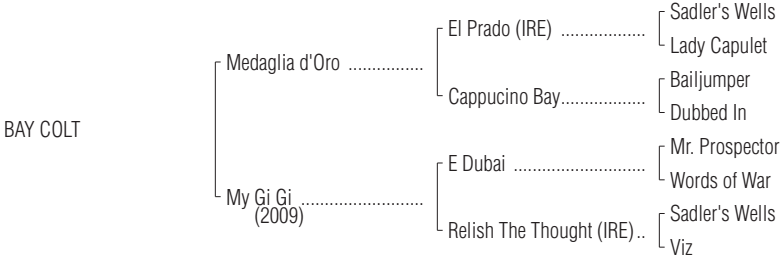 Sadler's Wells
El Prado (IRE) ..................
Lady Capulet
Medaglia d'Oro ................
Bailjumper
Cappucino Bay..................
Dubbed In
BAY COLT
Mr. Prospector
E Dubai ............................
Words of War
My Gi Gi ..........................
(2009)
Sadler's Wells
Relish The Thought (IRE)..
Viz